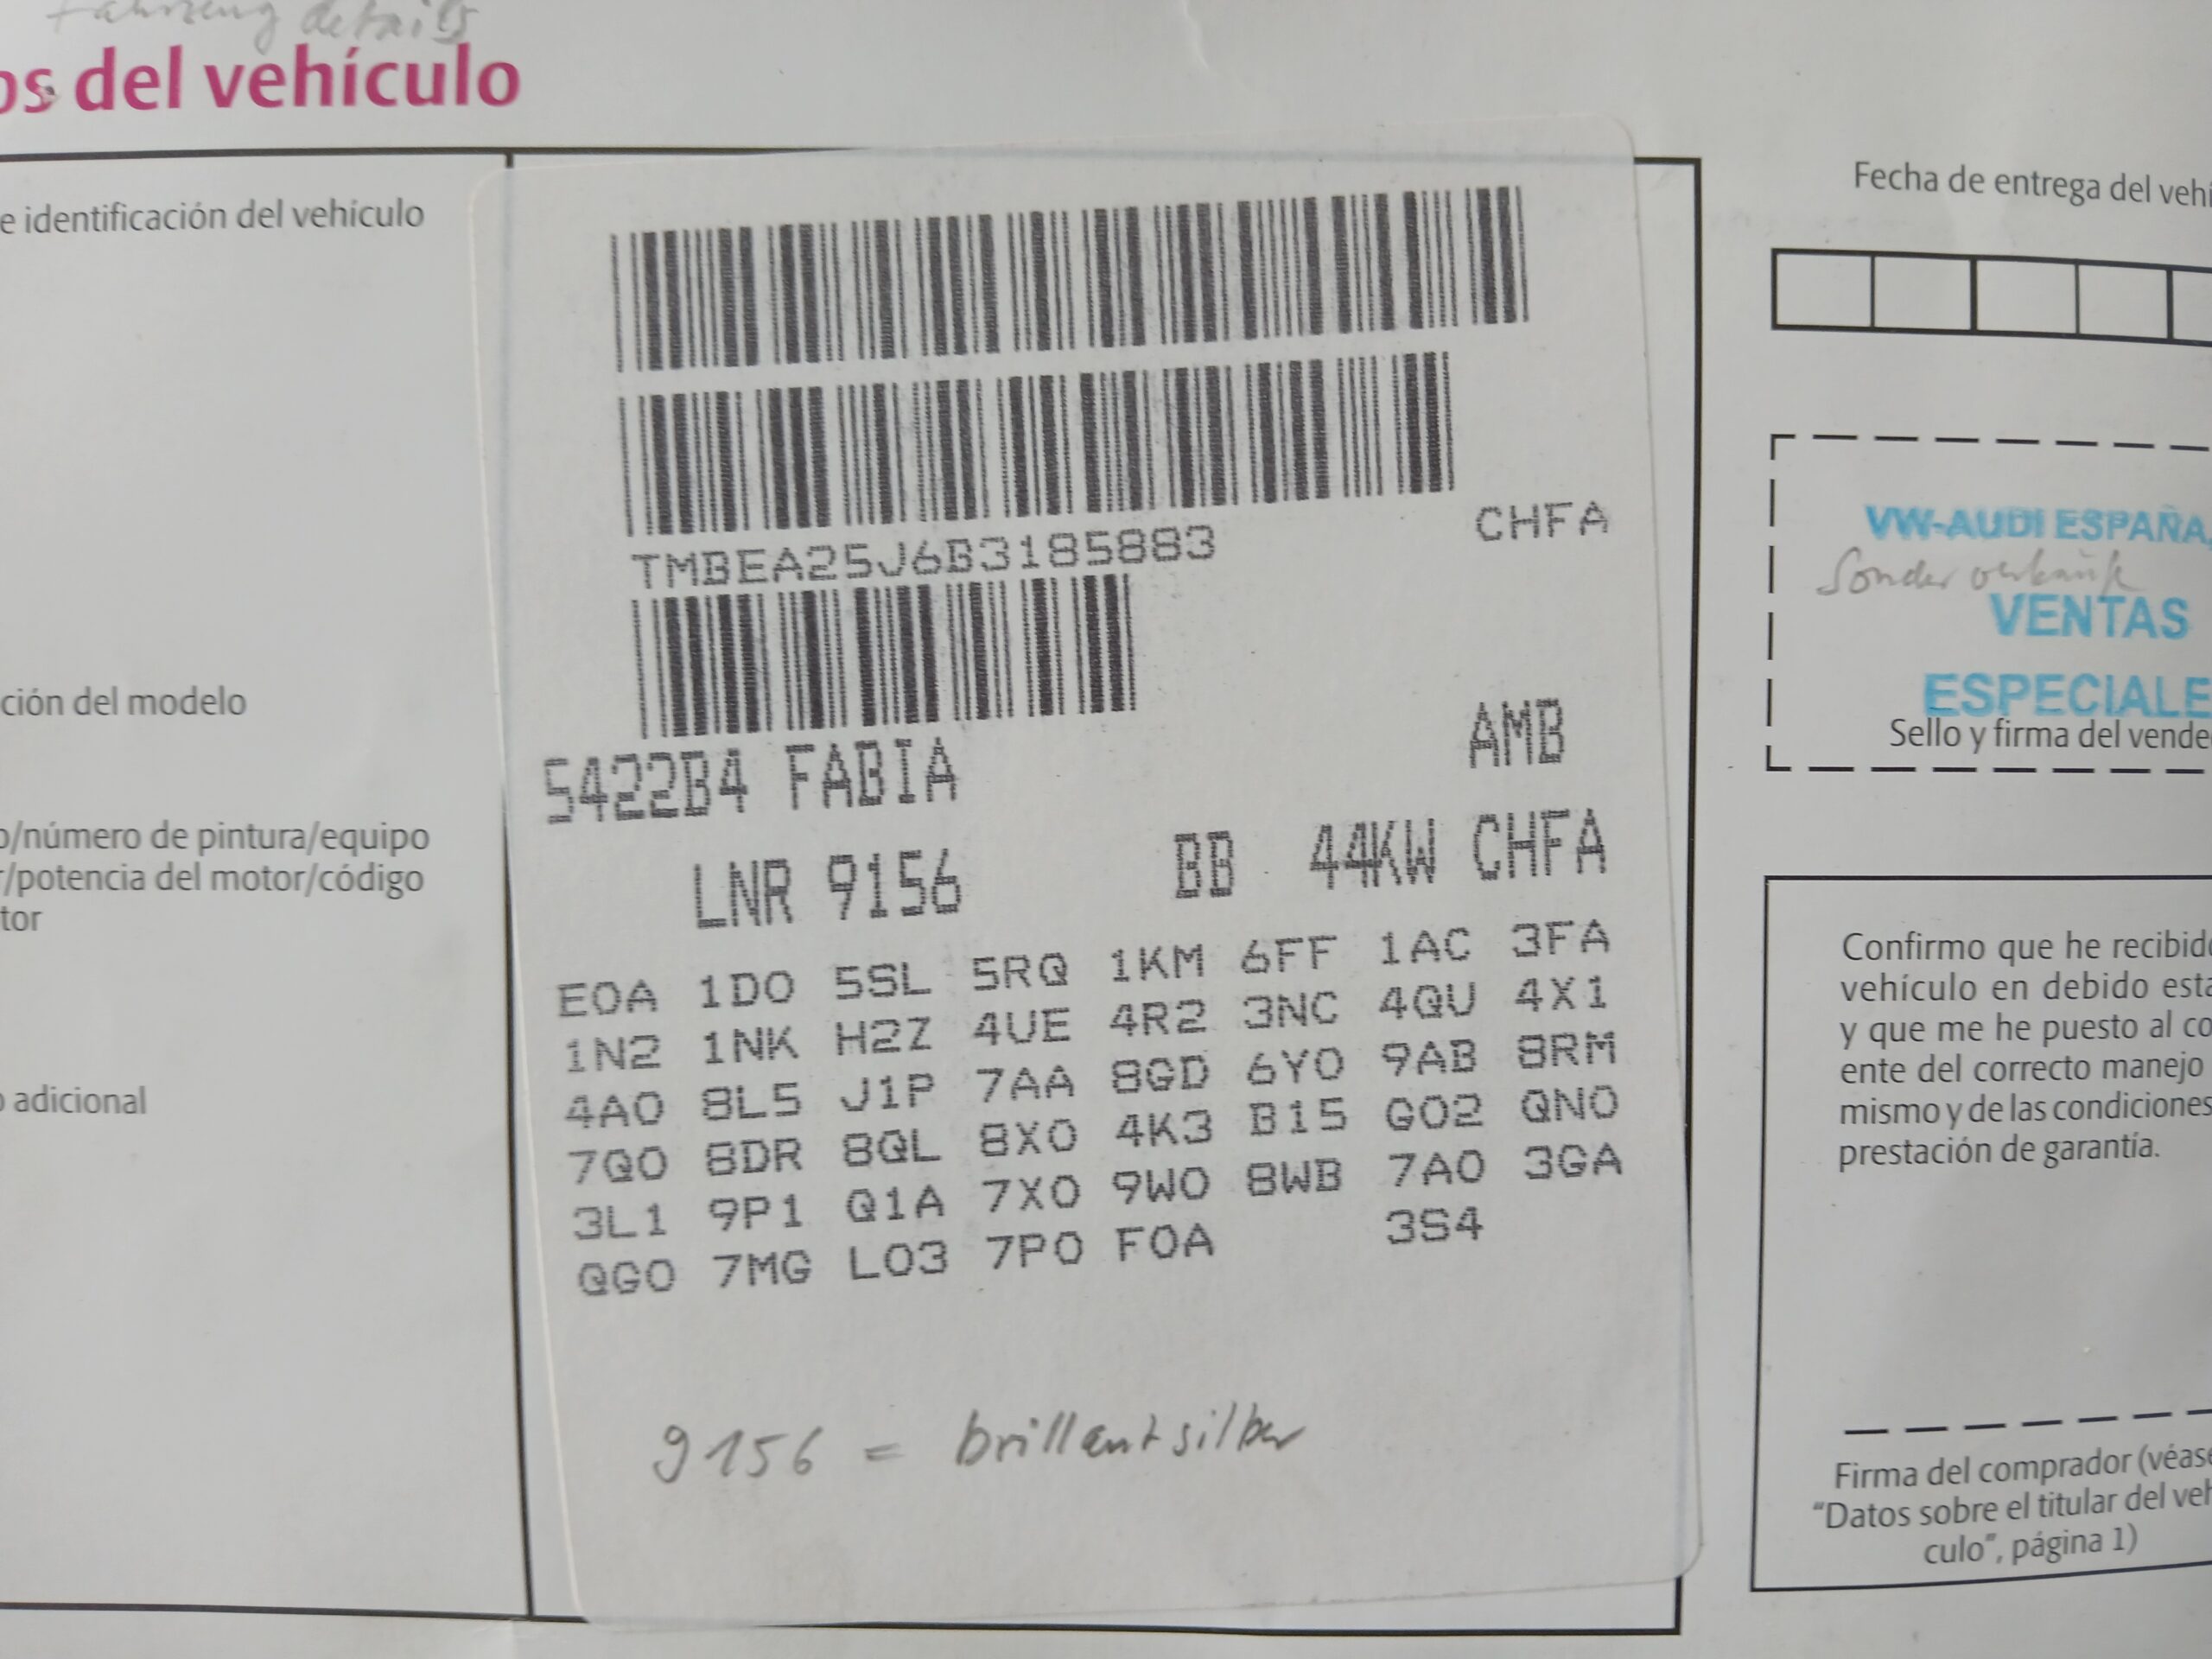 Fahrzeug details
os del vehículo
e identificación del vehículo
TMBEA25J6B3185883 CHFA
ción del modelo
5422B4 FABIA AMB
o/número de pintura/equipo
r/potencia del motor/código
tor
LNR 9156 BB 44KW CHFA
o adicional
E0A 1D0 5SL 5RQ 1KM 6FF 1AC 3FA
1N2 1NK H2Z 4UE 4R2 3NC 4QU 4X1
4A0 8L5 J1P 7AA 8GD 6Y0 9AB 8RM
7Q0 8DR 8QL 8X0 4K3 B15 G02 QN0
3L1 9P1 Q1A 7X0 9W0 8WB 7A0 3GA
QG0 7MG L03 7P0 F0A 3S4
9156 = brillantsilber
Fecha de entrega del vehí
VW-AUDI ESPAÑA,
Sonder verkäufe
VENTAS
ESPECIALE
Sello y firma del vende
Confirmo que he recibido
vehículo en debido esta
y que me he puesto al co
ente del correcto manejo
mismo y de las condiciones
prestación de garantía.
Firma del comprador (véase
“Datos sobre el titular del veh
culo”, página 1)